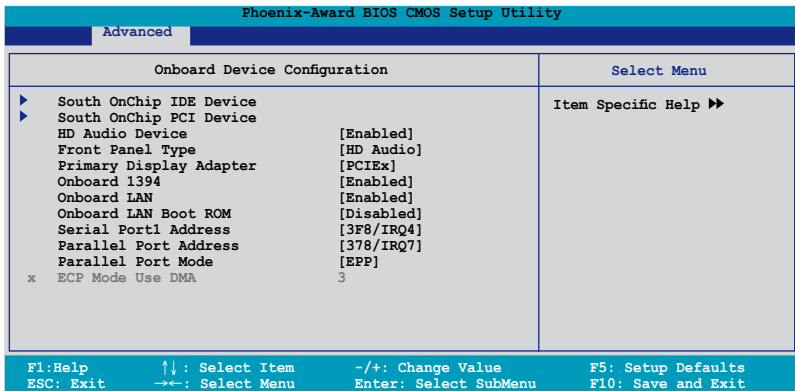 Phoenix-Award BIOS CMOS Setup Utility
Advanced
Onboard Device Configuration
Select Menu
South OnChip IDE Device
South OnChip PCI Device
HD Audio Device [Enabled]
Front Panel Type [HD Audio]
Primary Display Adapter [PCIEx]
Onboard 1394 [Enabled]
Onboard LAN [Enabled]
Onboard LAN Boot ROM [Disabled]
Serial Port1 Address [3F8/IRQ4]
Parallel Port Address [378/IRQ7]
Parallel Port Mode [EPP]
x ECP Mode Use DMA 3
Item Specific Help
F1:Help ↑↓: Select Item -/+: Change Value F5: Setup Defaults
ESC: Exit →←: Select Menu Enter: Select SubMenu F10: Save and Exit